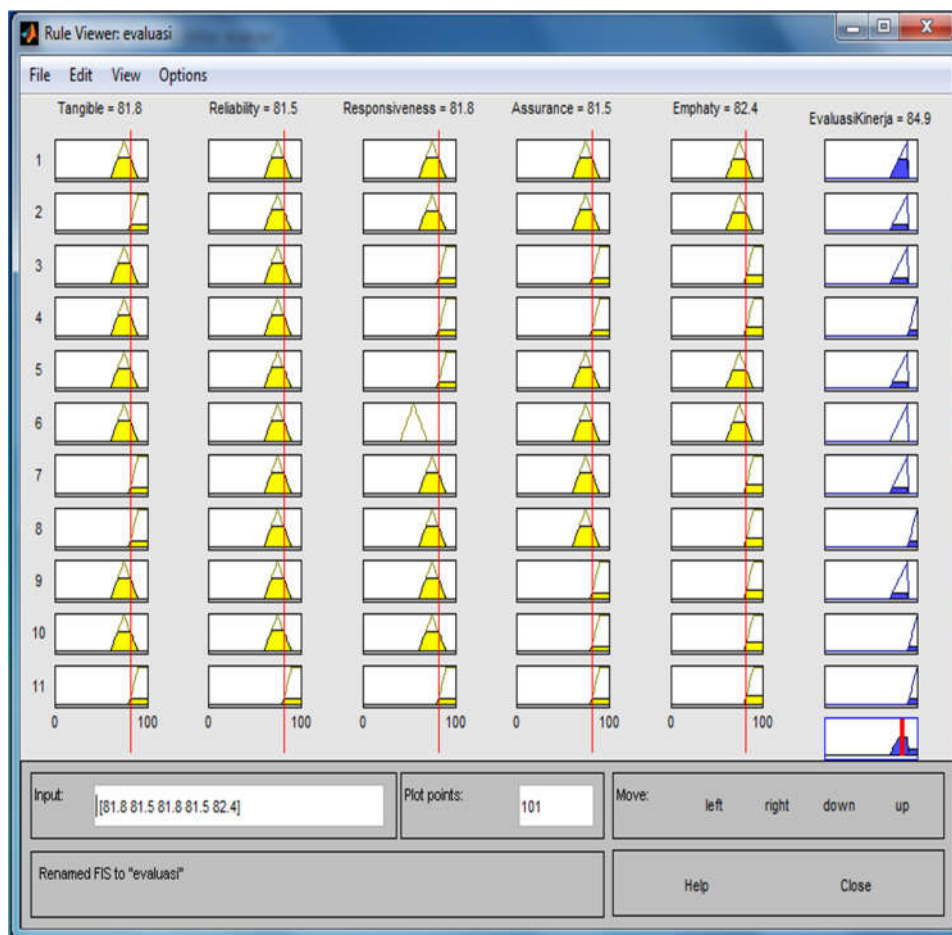 Rule Viewer: evaluasi
File Edit View Options
Tangible = 81.8 Reliability = 81.5 Responsiveness = 81.8 Assurance = 81.5 Emphaty = 82.4 EvaluasiKinerja = 84.9
1
2
3
4
5
6
7
8
9
10
11
0 100 0 100 0 100 0 100 0 100
Input: [81.8 81.5 81.8 81.5 82.4] Plot points: 101 Move: left right down up
Renamed FIS to "evaluasi" Help Close